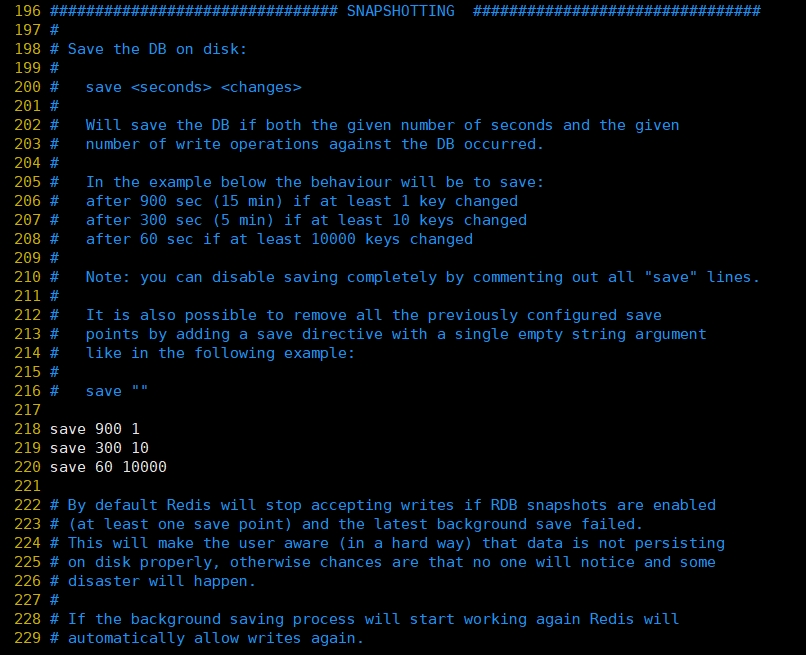 196 ################################ SNAPSHOTTING  ################################
197 #
198 # Save the DB on disk:
199 #
200 #   save <seconds> <changes>
201 #
202 #   Will save the DB if both the given number of seconds and the given
203 #   number of write operations against the DB occurred.
204 #
205 #   In the example below the behaviour will be to save:
206 #   after 900 sec (15 min) if at least 1 key changed
207 #   after 300 sec (5 min) if at least 10 keys changed
208 #   after 60 sec if at least 10000 keys changed
209 #
210 #   Note: you can disable saving completely by commenting out all "save" lines.
211 #
212 #   It is also possible to remove all the previously configured save
213 #   points by adding a save directive with a single empty string argument
214 #   like in the following example:
215 #
216 #   save ""
217
218 save 900 1
219 save 300 10
220 save 60 10000
221
222 # By default Redis will stop accepting writes if RDB snapshots are enabled
223 # (at least one save point) and the latest background save failed.
224 # This will make the user aware (in a hard way) that data is not persisting
225 # on disk properly, otherwise chances are that no one will notice and some
226 # disaster will happen.
227 #
228 # If the background saving process will start working again Redis will
229 # automatically allow writes again.